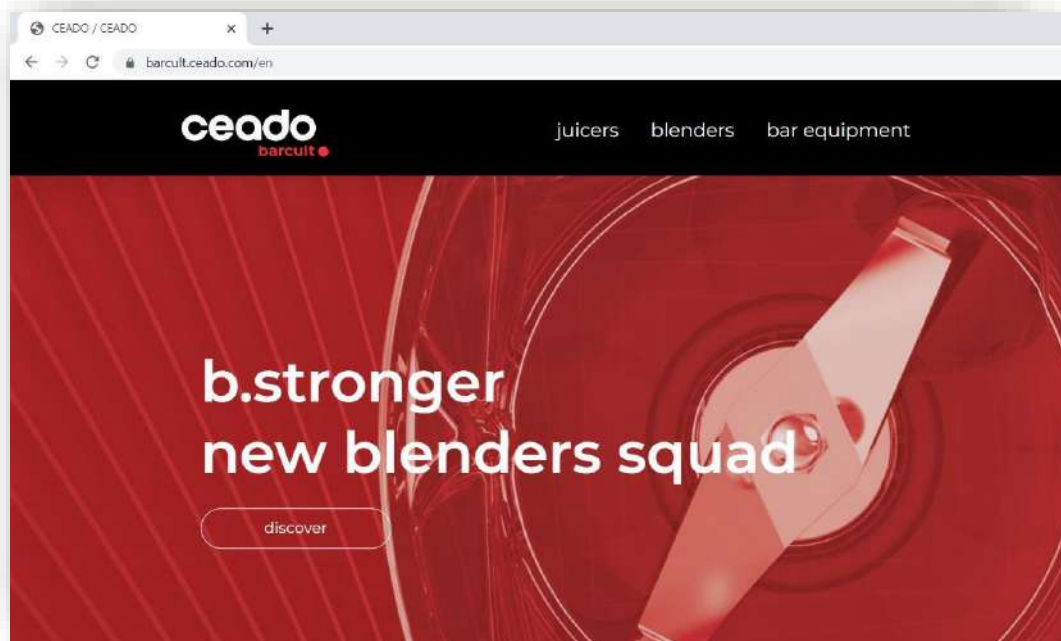 CEADO / CEADO
barcult.ceado.com/en
ceado
barcult
juicers blenders bar equipment
b.stronger
new blenders squad
discover